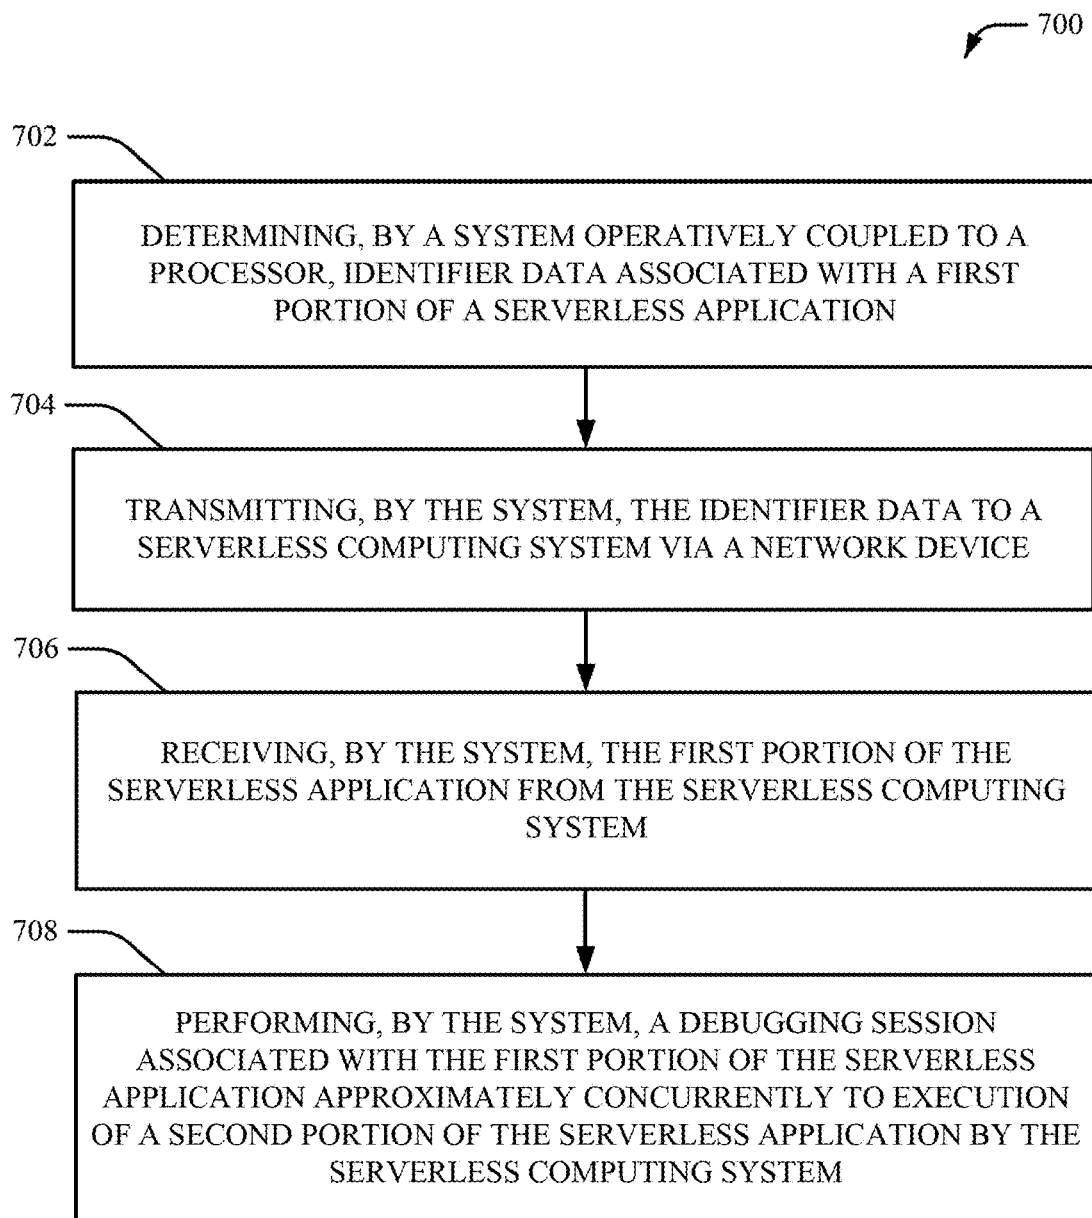 700
702
DETERMINING, BY A SYSTEM OPERATIVELY COUPLED TO A
PROCESSOR, IDENTIFIER DATA ASSOCIATED WITH A FIRST
PORTION OF A SERVERLESS APPLICATION
704
TRANSMITTING, BY THE SYSTEM, THE IDENTIFIER DATA TO A
SERVERLESS COMPUTING SYSTEM VIA A NETWORK DEVICE
706
RECEIVING, BY THE SYSTEM, THE FIRST PORTION OF THE
SERVERLESS APPLICATION FROM THE SERVERLESS COMPUTING
SYSTEM
708
PERFORMING, BY THE SYSTEM, A DEBUGGING SESSION
ASSOCIATED WITH THE FIRST PORTION OF THE SERVERLESS
APPLICATION APPROXIMATELY CONCURRENTLY TO EXECUTION
OF A SECOND PORTION OF THE SERVERLESS APPLICATION BY THE
SERVERLESS COMPUTING SYSTEM